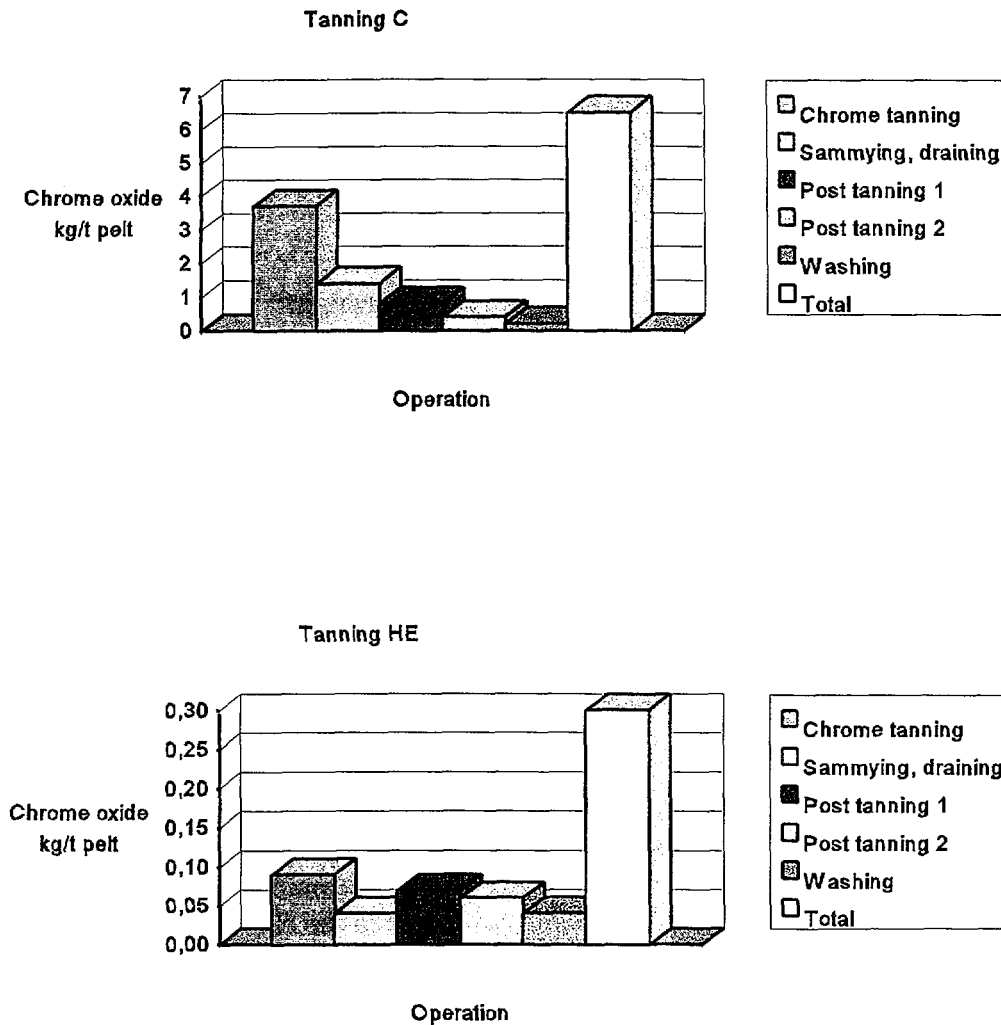 Tanning C
7
6
5
4
3
2
1
0
Chrome oxide
kg/t pelt
Operation
Chrome tanning
Sammying, draining
Post tanning 1
Post tanning 2
Washing
Total
Tanning HE
0,30
0,25
0,20
0,15
0,10
0,05
0,00
Chrome oxide
kg/t pelt
Operation
Chrome tanning
Sammying, draining
Post tanning 1
Post tanning 2
Washing
Total